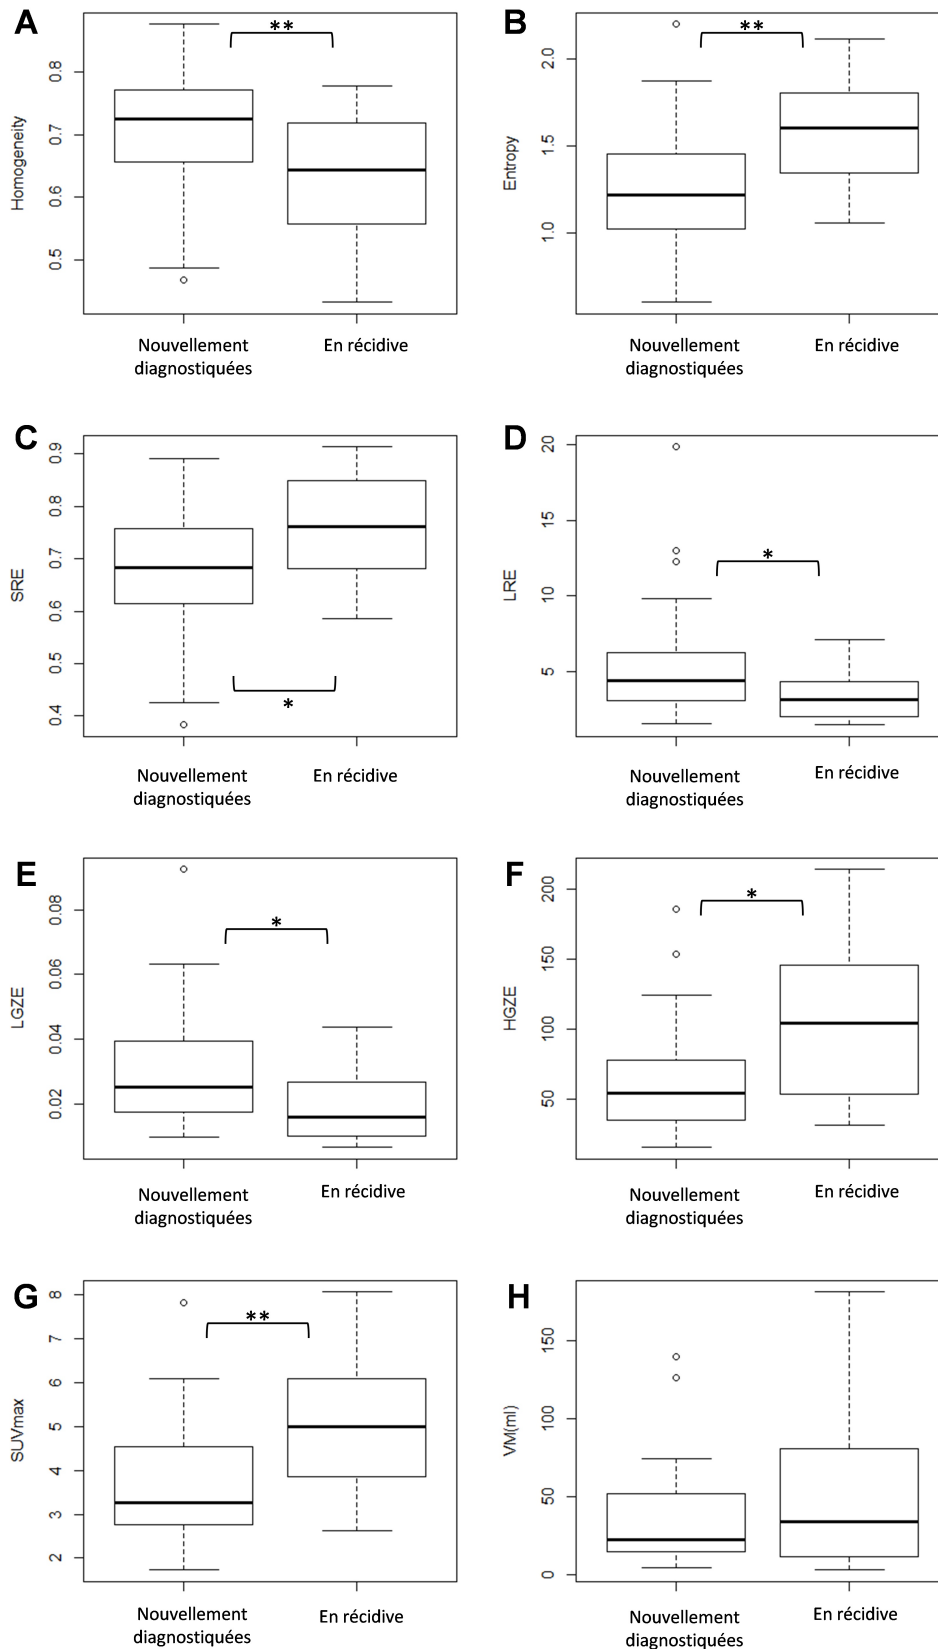 A
**
Homogeneity
0.8
0.7
0.6
0.5
Nouvellement
diagnostiquées
En récidive
B
**
Entropy
2.0
1.5
1.0
Nouvellement
diagnostiquées
En récidive
C
SRE
0.9
0.8
0.7
0.6
0.5
0.4
*
Nouvellement
diagnostiquées
En récidive
D
LRE
20
15
10
5
*
Nouvellement
diagnostiquées
En récidive
E
LGZE
0.08
0.06
0.04
0.02
*
Nouvellement
diagnostiquées
En récidive
F
HGZE
200
150
100
50
*
Nouvellement
diagnostiquées
En récidive
G
SUVmax
8
7
6
5
4
3
2
**
Nouvellement
diagnostiquées
En récidive
H
VM(ml)
150
100
50
0
Nouvellement
diagnostiquées
En récidive